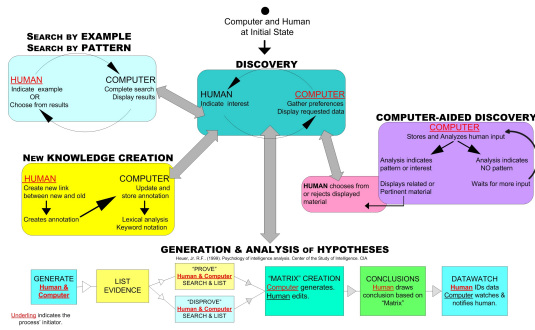 Computer and Human
at Initial State
SEARCH BY EXAMPLE
SEARCH BY PATTERN
HUMAN
Indicate example
OR
Choose from results
COMPUTER
Complete search
Display results
DISCOVERY
HUMAN
Indicate interest
COMPUTER
Gather preferences
Display requested data
COMPUTER-AIDED DISCOVERY
COMPUTER
Stores and Analyzes human input
Analysis indicates
pattern or interest
Analysis indicates
NO pattern
Displays related or
Pertinent material
Waits for more input
HUMAN chooses from
or rejects displayed
material
NEW KNOWLEDGE CREATION
HUMAN
Create new link
between new and old
Creates annotation
COMPUTER
Update and
store annotation
Lexical analysis
Keyword notation
GENERATION & ANALYSIS OF HYPOTHESES
Heuer, Jr. R.F., (1999). Psychology of intelligence analysis. Center of the Study of Intelligence. CIA
GENERATE
Human &
Computer
LIST
EVIDENCE
"PROVE"
Human & Computer
SEARCH & LIST
"DISPROVE"
Human & Computer
SEARCH & LIST
"MATRIX" CREATION
Computer generates.
Human edits.
CONCLUSIONS
Human draws
conclusion based on
"Matrix"
DATAWATCH
Human IDs data
Computer watches &
notifies human.
Underling indicates the
process' initiator.